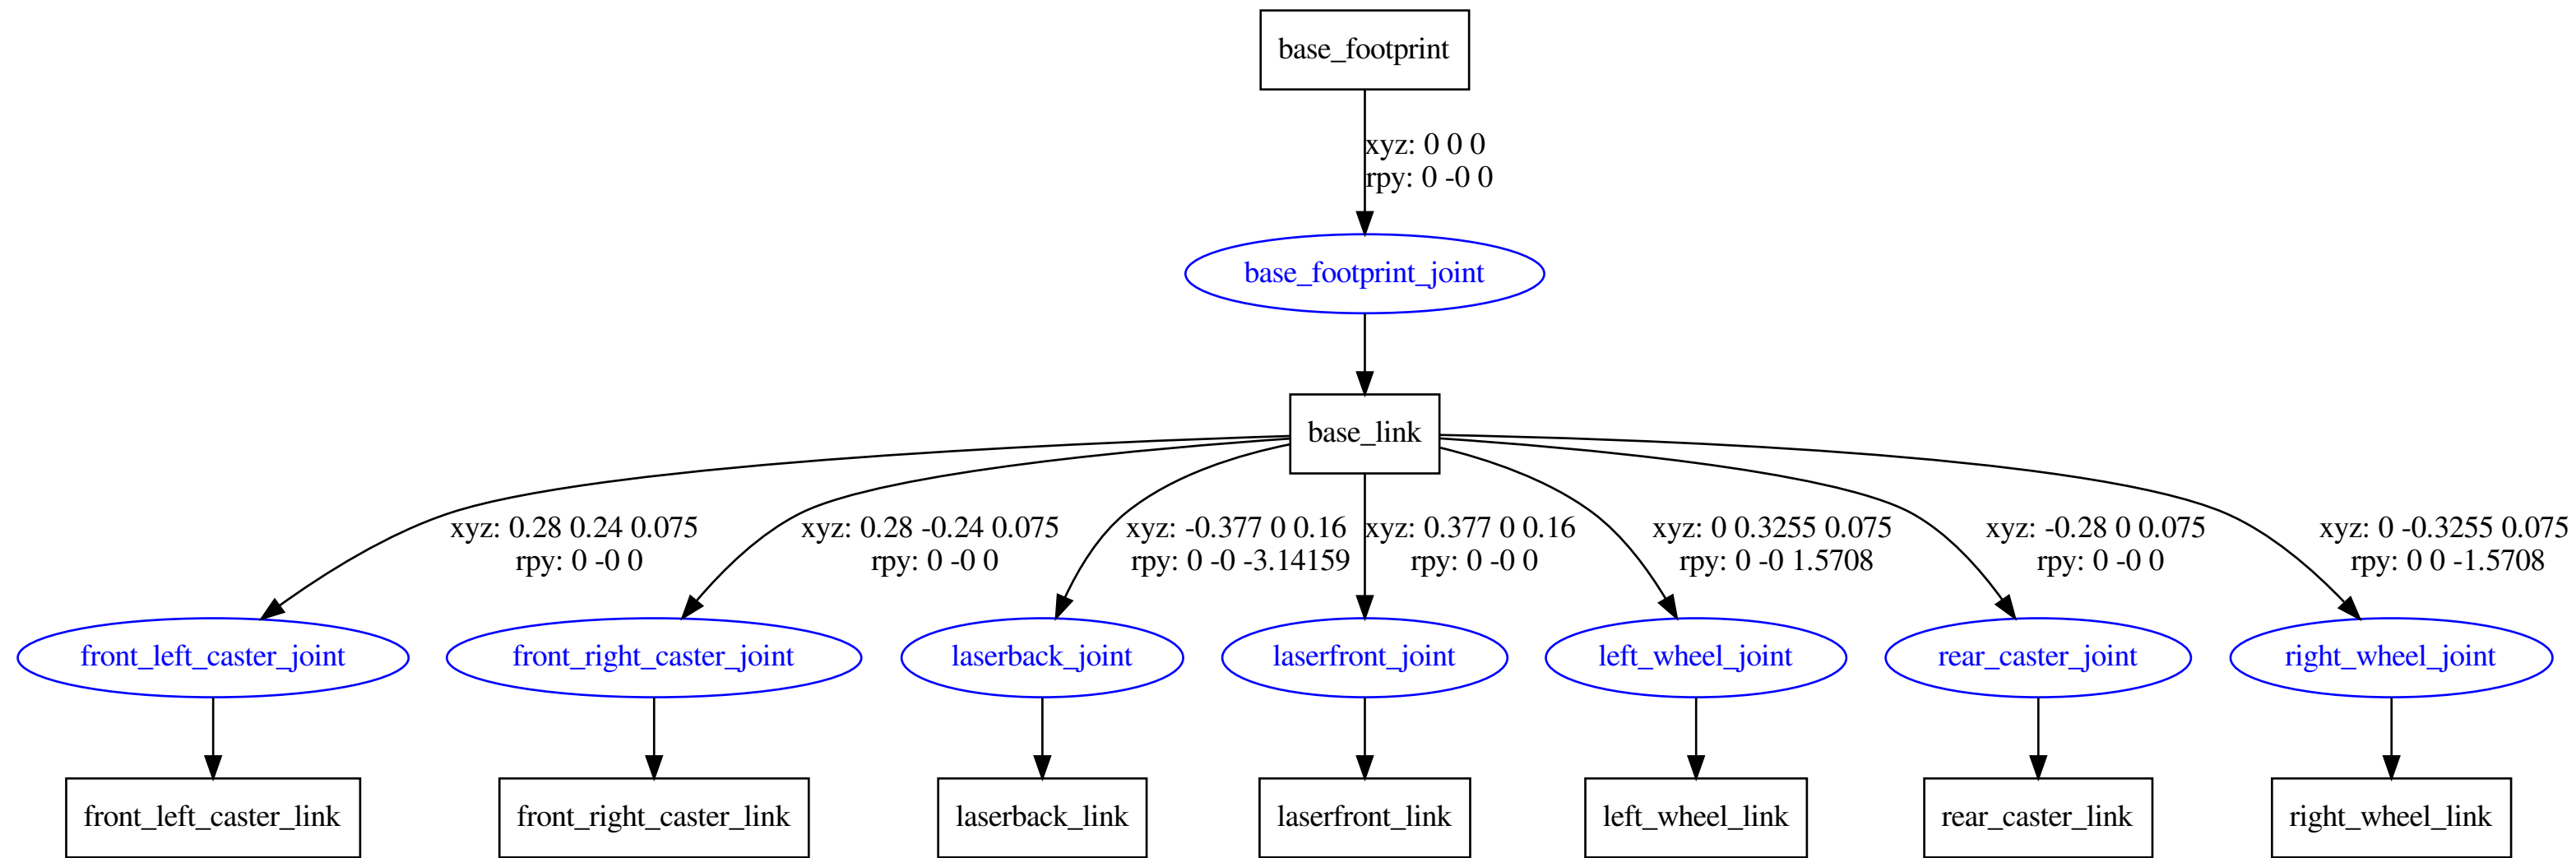 base_footprint
xyz: 0 0 0
rpy: 0 -0 0
base_footprint_joint
base_link
xyz: 0.28 0.24 0.075
rpy: 0 -0 0
xyz: 0.28 -0.24 0.075
rpy: 0 -0 0
xyz: -0.377 0 0.16
rpy: 0 -0 -3.14159
xyz: 0.377 0 0.16
rpy: 0 -0 0
xyz: 0 0.3255 0.075
rpy: 0 -0 1.5708
xyz: -0.28 0 0.075
rpy: 0 -0 0
xyz: 0 -0.3255 0.075
rpy: 0 0 -1.5708
front_left_caster_joint
front_right_caster_joint
laserback_joint
laserfront_joint
left_wheel_joint
rear_caster_joint
right_wheel_joint
front_left_caster_link
front_right_caster_link
laserback_link
laserfront_link
left_wheel_link
rear_caster_link
right_wheel_link